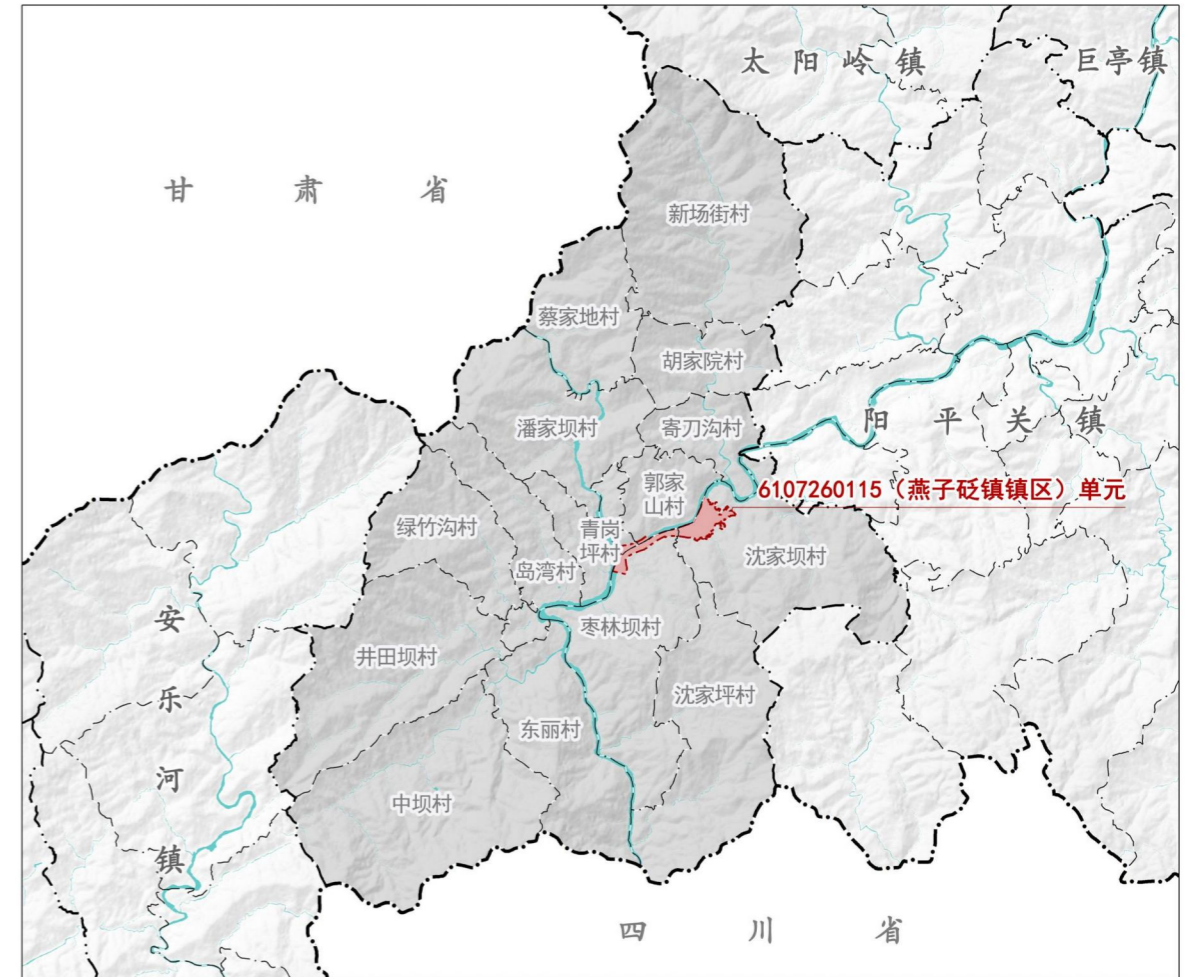 太阳岭镇
巨亭镇
甘肃省
新场街村
蔡家地村
胡家院村
潘家坝村
寄刀沟村
阳平关镇
郭家
山村
6107260115（燕子砭镇镇区）单元
绿竹沟村
青岗
坪村
沈家坝村
岛湾村
安乐河镇
枣林坝村
井田坝村
沈家坪村
东丽村
中坝村
四川省